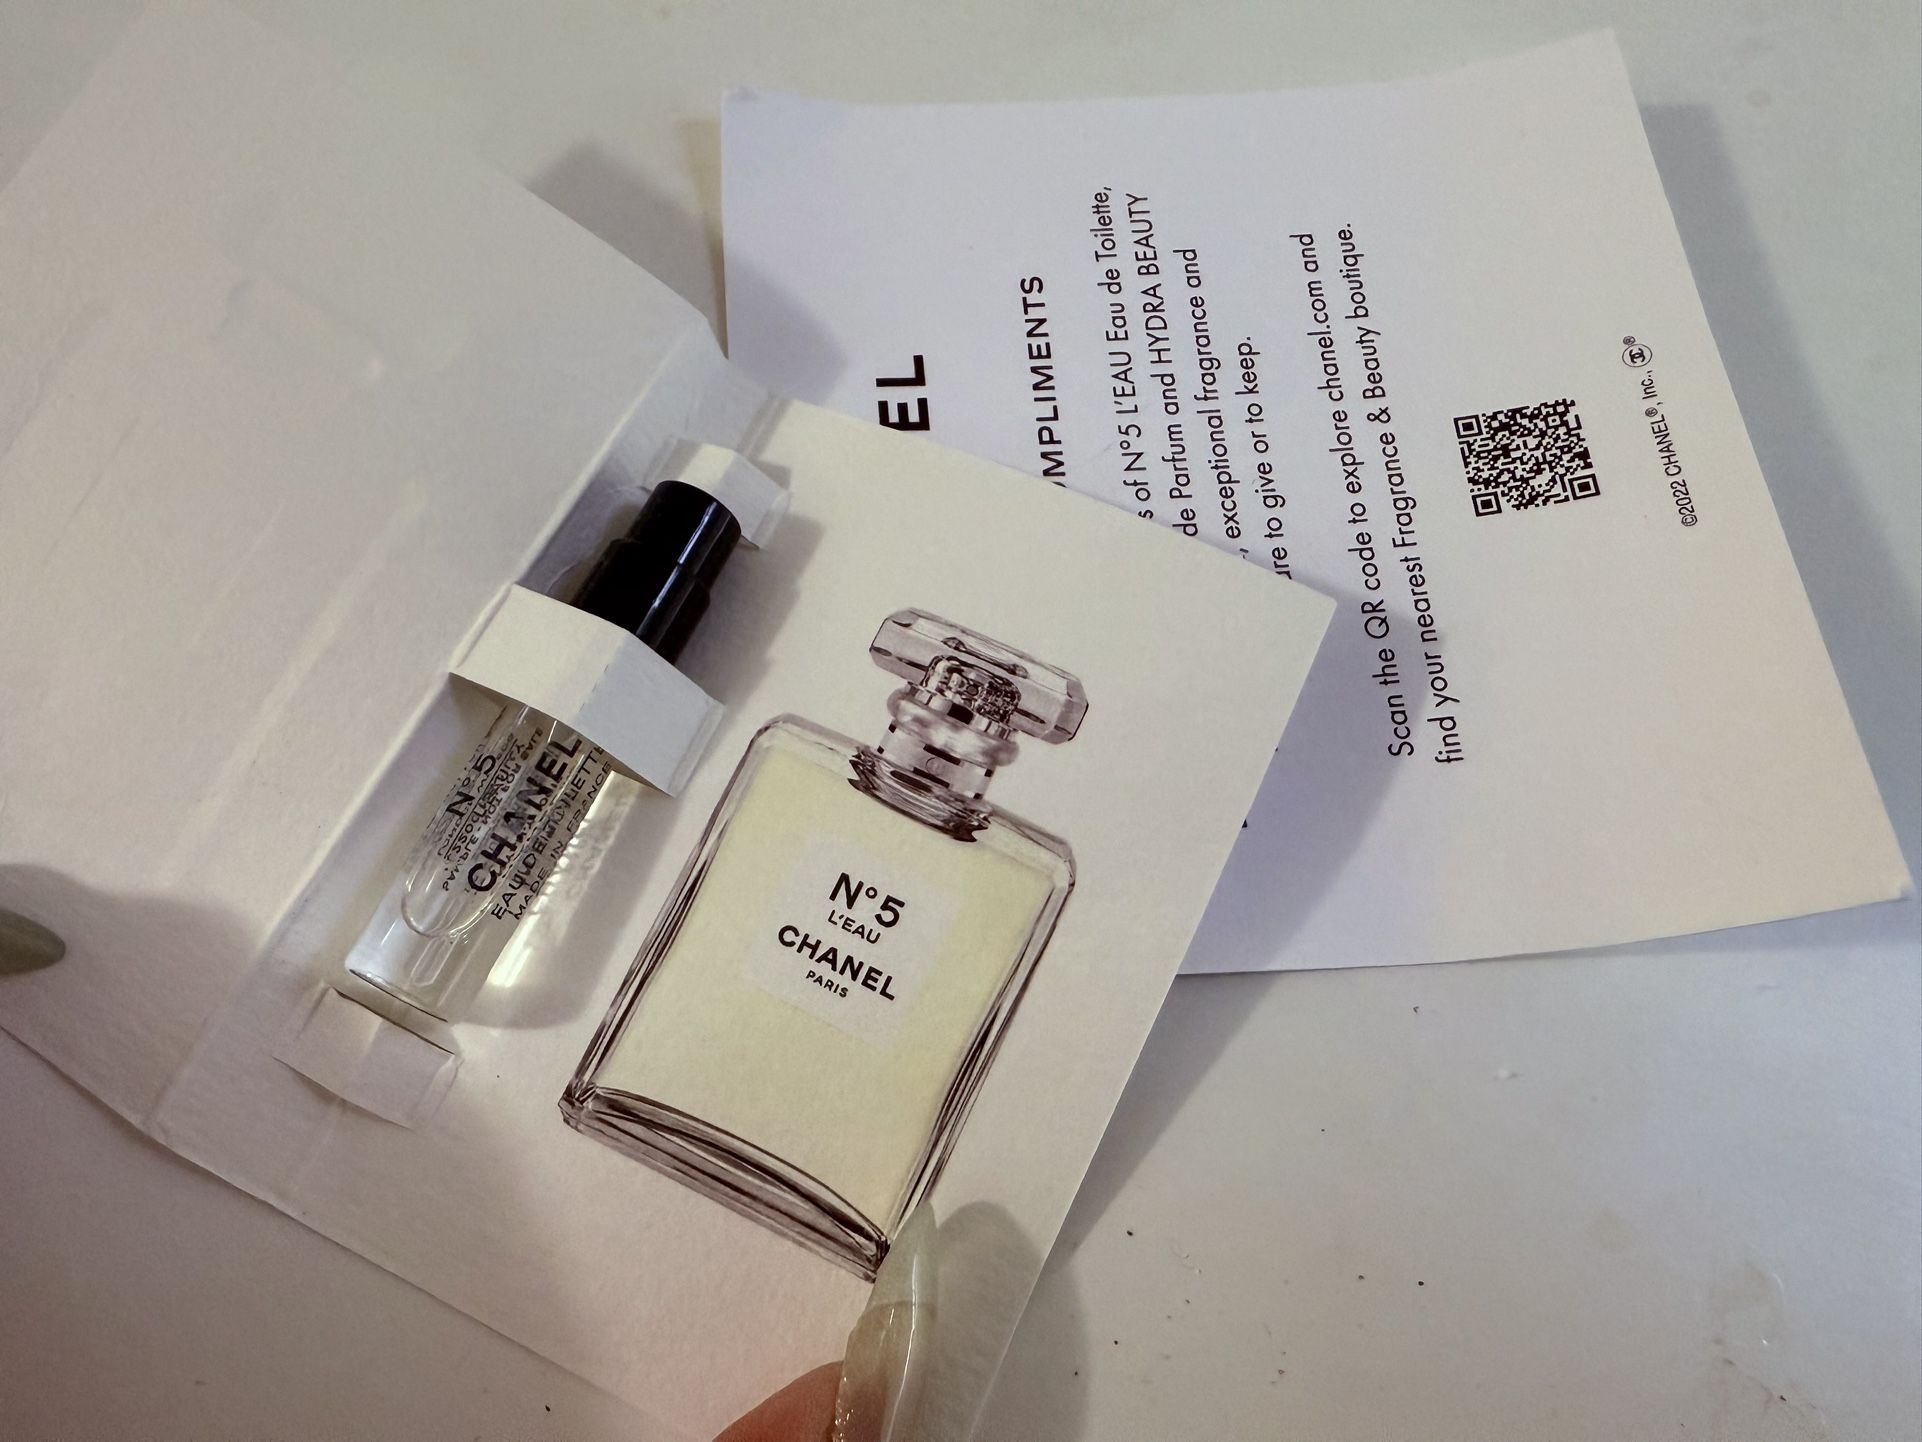 N°5
CHANEL
EAU DE TOILETTE
MADE IN FRANCE
N°5
L'EAU
CHANEL
PARIS
EL
MPLIMENTS
s of N°5 L'EAU Eau de Toilette,
de Parfum and HYDRA BEAUTY
exceptional fragrance and
ure to give or to keep.
Scan the QR code to explore chanel.com and
find your nearest Fragrance & Beauty boutique.
©2022 CHANEL®, Inc.,